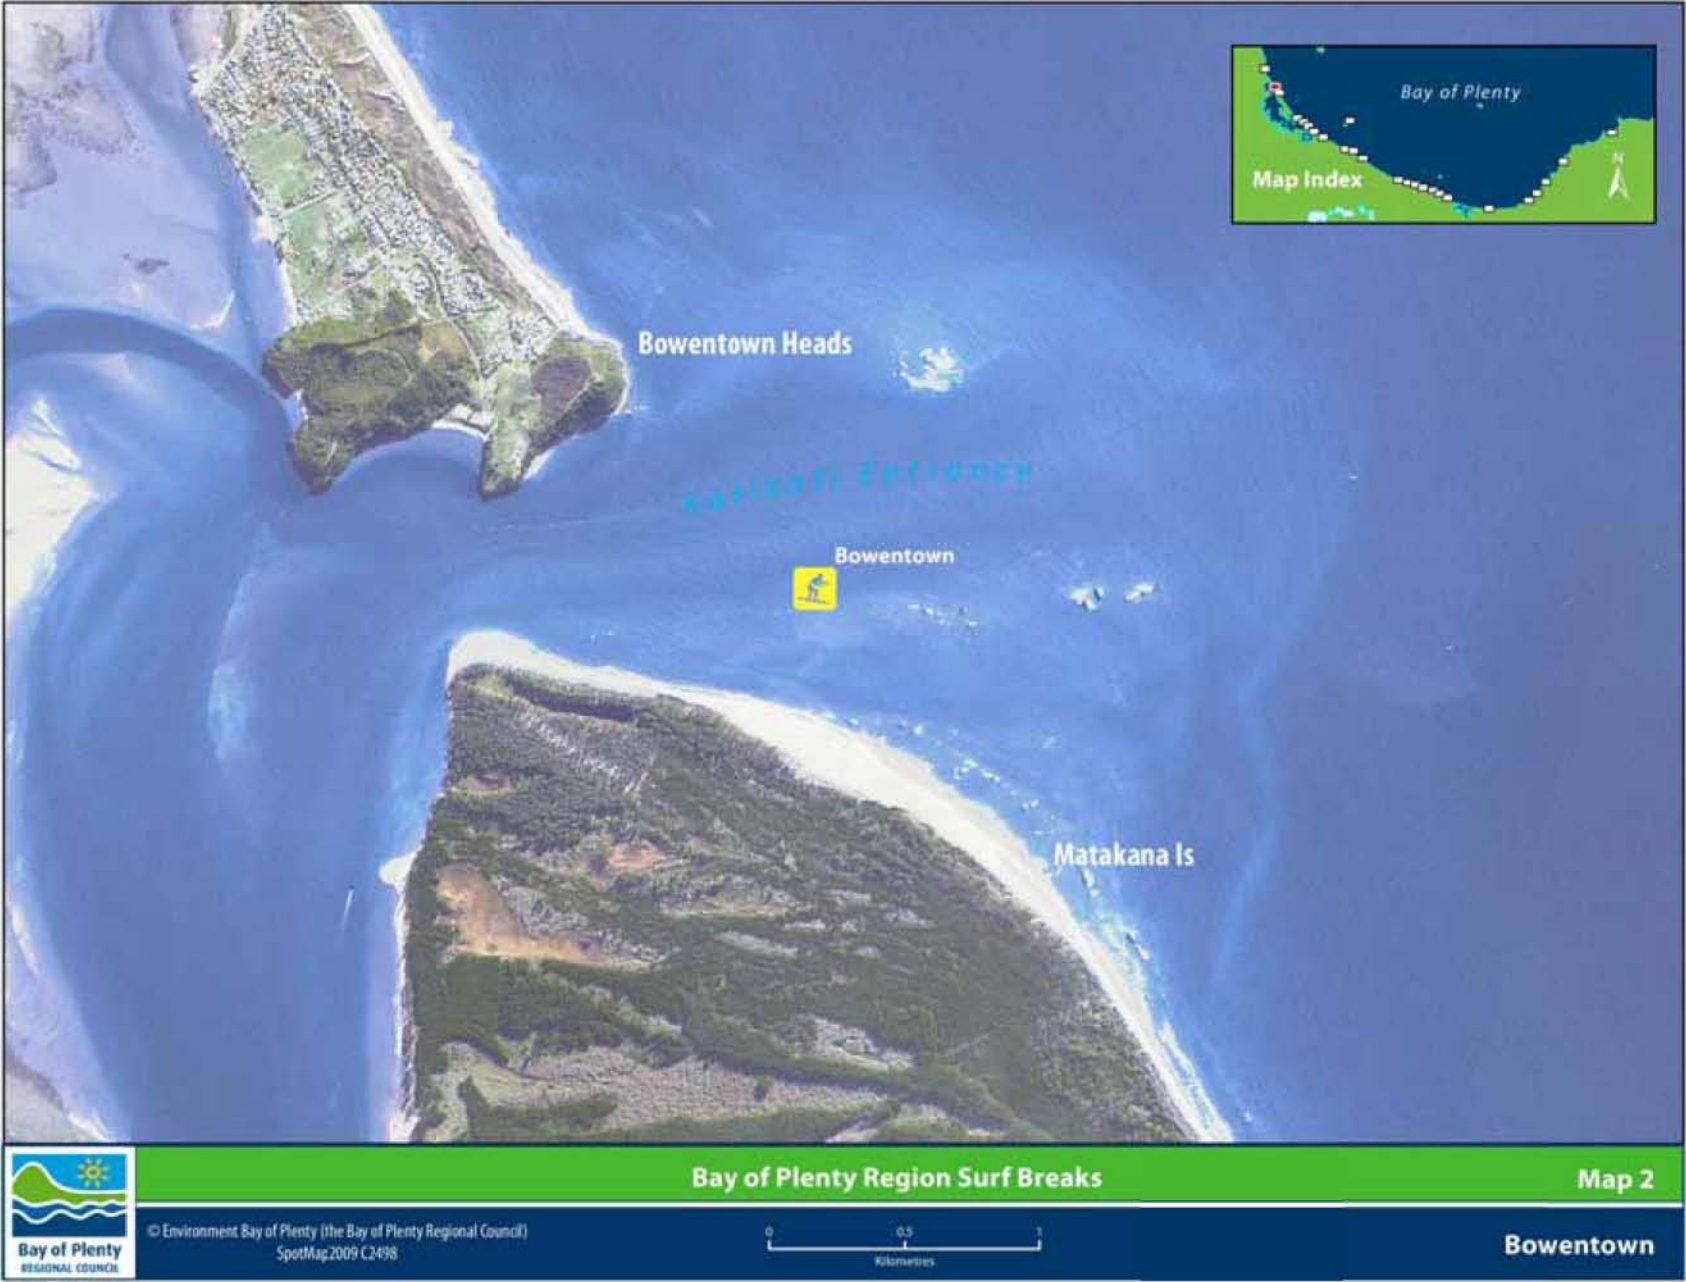 Bay of Plenty
Map Index
N
Bowentown Heads
Katikati Entrance
Bowentown
Matakana Is
Bay of Plenty Region Surf Breaks
Map 2
Bay of Plenty
REGIONAL COUNCIL
© Environment Bay of Plenty (the Bay of Plenty Regional Council)
SpotMap2009 C2498
0 0.5 1
Kilometres
Bowentown